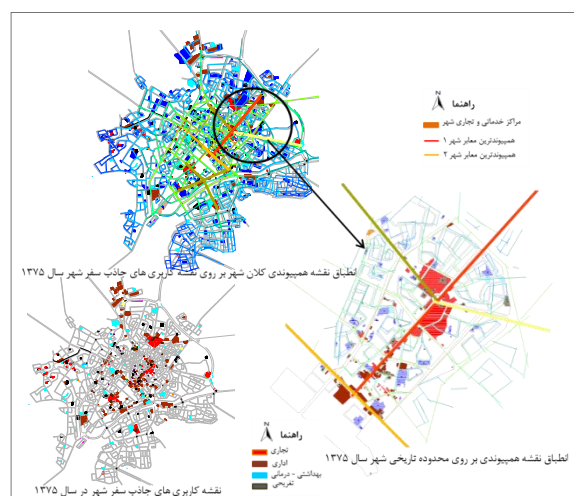 راهنما
مراکز خدماتی و تجاری شهر
همپیوندترین معابر شهر ۱
همپیوندترین معابر شهر ۲
انطباق نقشه همپیوندی کلان شهر بر روی نقشه کاربری های جاذب سفر شهر سال ۱۳۷۵
راهنما
تجاری
اداری
بهداشتی - درمانی
تفریحی
انطباق نقشه همپیوندی بر روی محدوده تاریخی شهر سال ۱۳۷۵
نقشه کاربری های جاذب سفر شهر در سال ۱۳۷۵